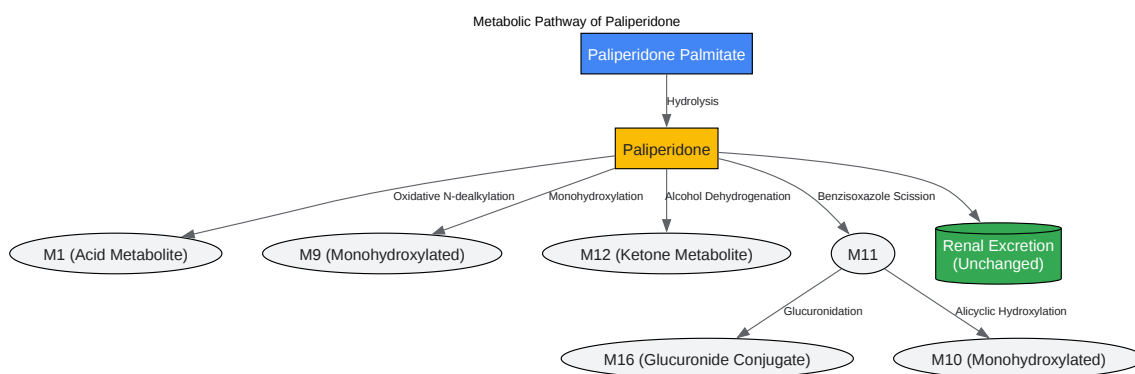 Metabolic Pathway of Paliperidone
Paliperidone Palmitate
Hydrolysis
Paliperidone
Oxidative N-dealkylation
Monohydroxylation
Alcohol Dehydrogenation
Benzisoxazole Scission
M1 (Acid Metabolite)
M9 (Monohydroxylated)
M12 (Ketone Metabolite)
M11
Renal Excretion
(Unchanged)
Glucuronidation
Alicyclic Hydroxylation
M16 (Glucuronide Conjugate)
M10 (Monohydroxylated)